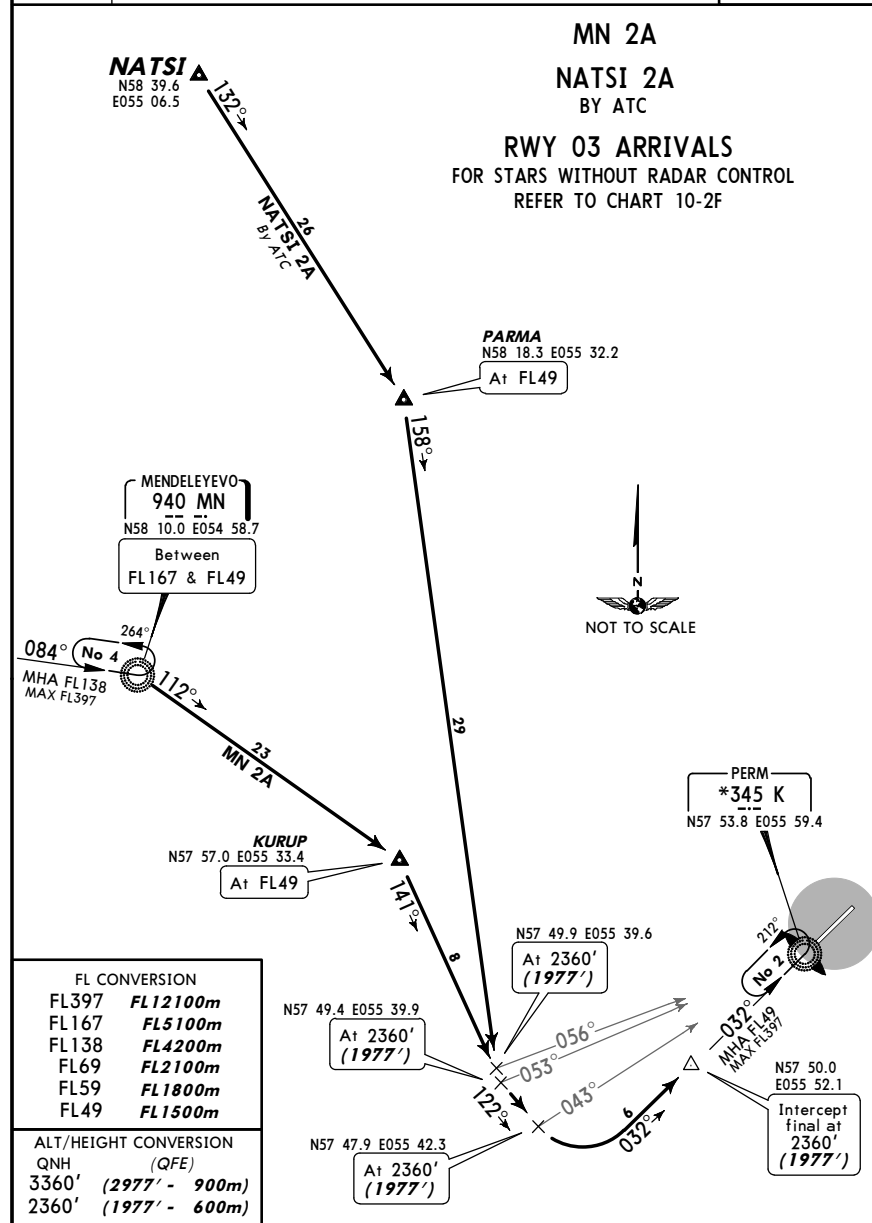 MN 2A
NATSI 2A
BY ATC
RWY 03 ARRIVALS
FOR STARS WITHOUT RADAR CONTROL
REFER TO CHART 10-2F
NATSI
N58 39.6
E055 06.5
132°
26
NATSI 2A
By ATC
PARMA
N58 18.3 E055 32.2
At FL49
158°
29
MENDELEYEVO
940 MN
N58 10.0 E054 58.7
Between
FL167 & FL49
264°
084°
No 4
MHA FL138
MAX FL397
112°
23
MN 2A
N
NOT TO SCALE
KURUP
N57 57.0 E055 33.4
At FL49
141°
8
PERM
*345 K
N57 53.8 E055 59.4
212°
No 2
032°
MHA FL49
MAX FL397
N57 49.9 E055 39.6
At 2360'
(1977')
N57 49.4 E055 39.9
At 2360'
(1977')
056°
053°
043°
122°
N57 47.9 E055 42.3
At 2360'
(1977')
6
032°
N57 50.0
E055 52.1
Intercept
final at
2360'
(1977')
FL CONVERSION
FL397 FL12100m
FL167 FL5100m
FL138 FL4200m
FL69 FL2100m
FL59 FL1800m
FL49 FL1500m
ALT/HEIGHT CONVERSION
QNH (QFE)
3360' (2977' - 900m)
2360' (1977' - 600m)